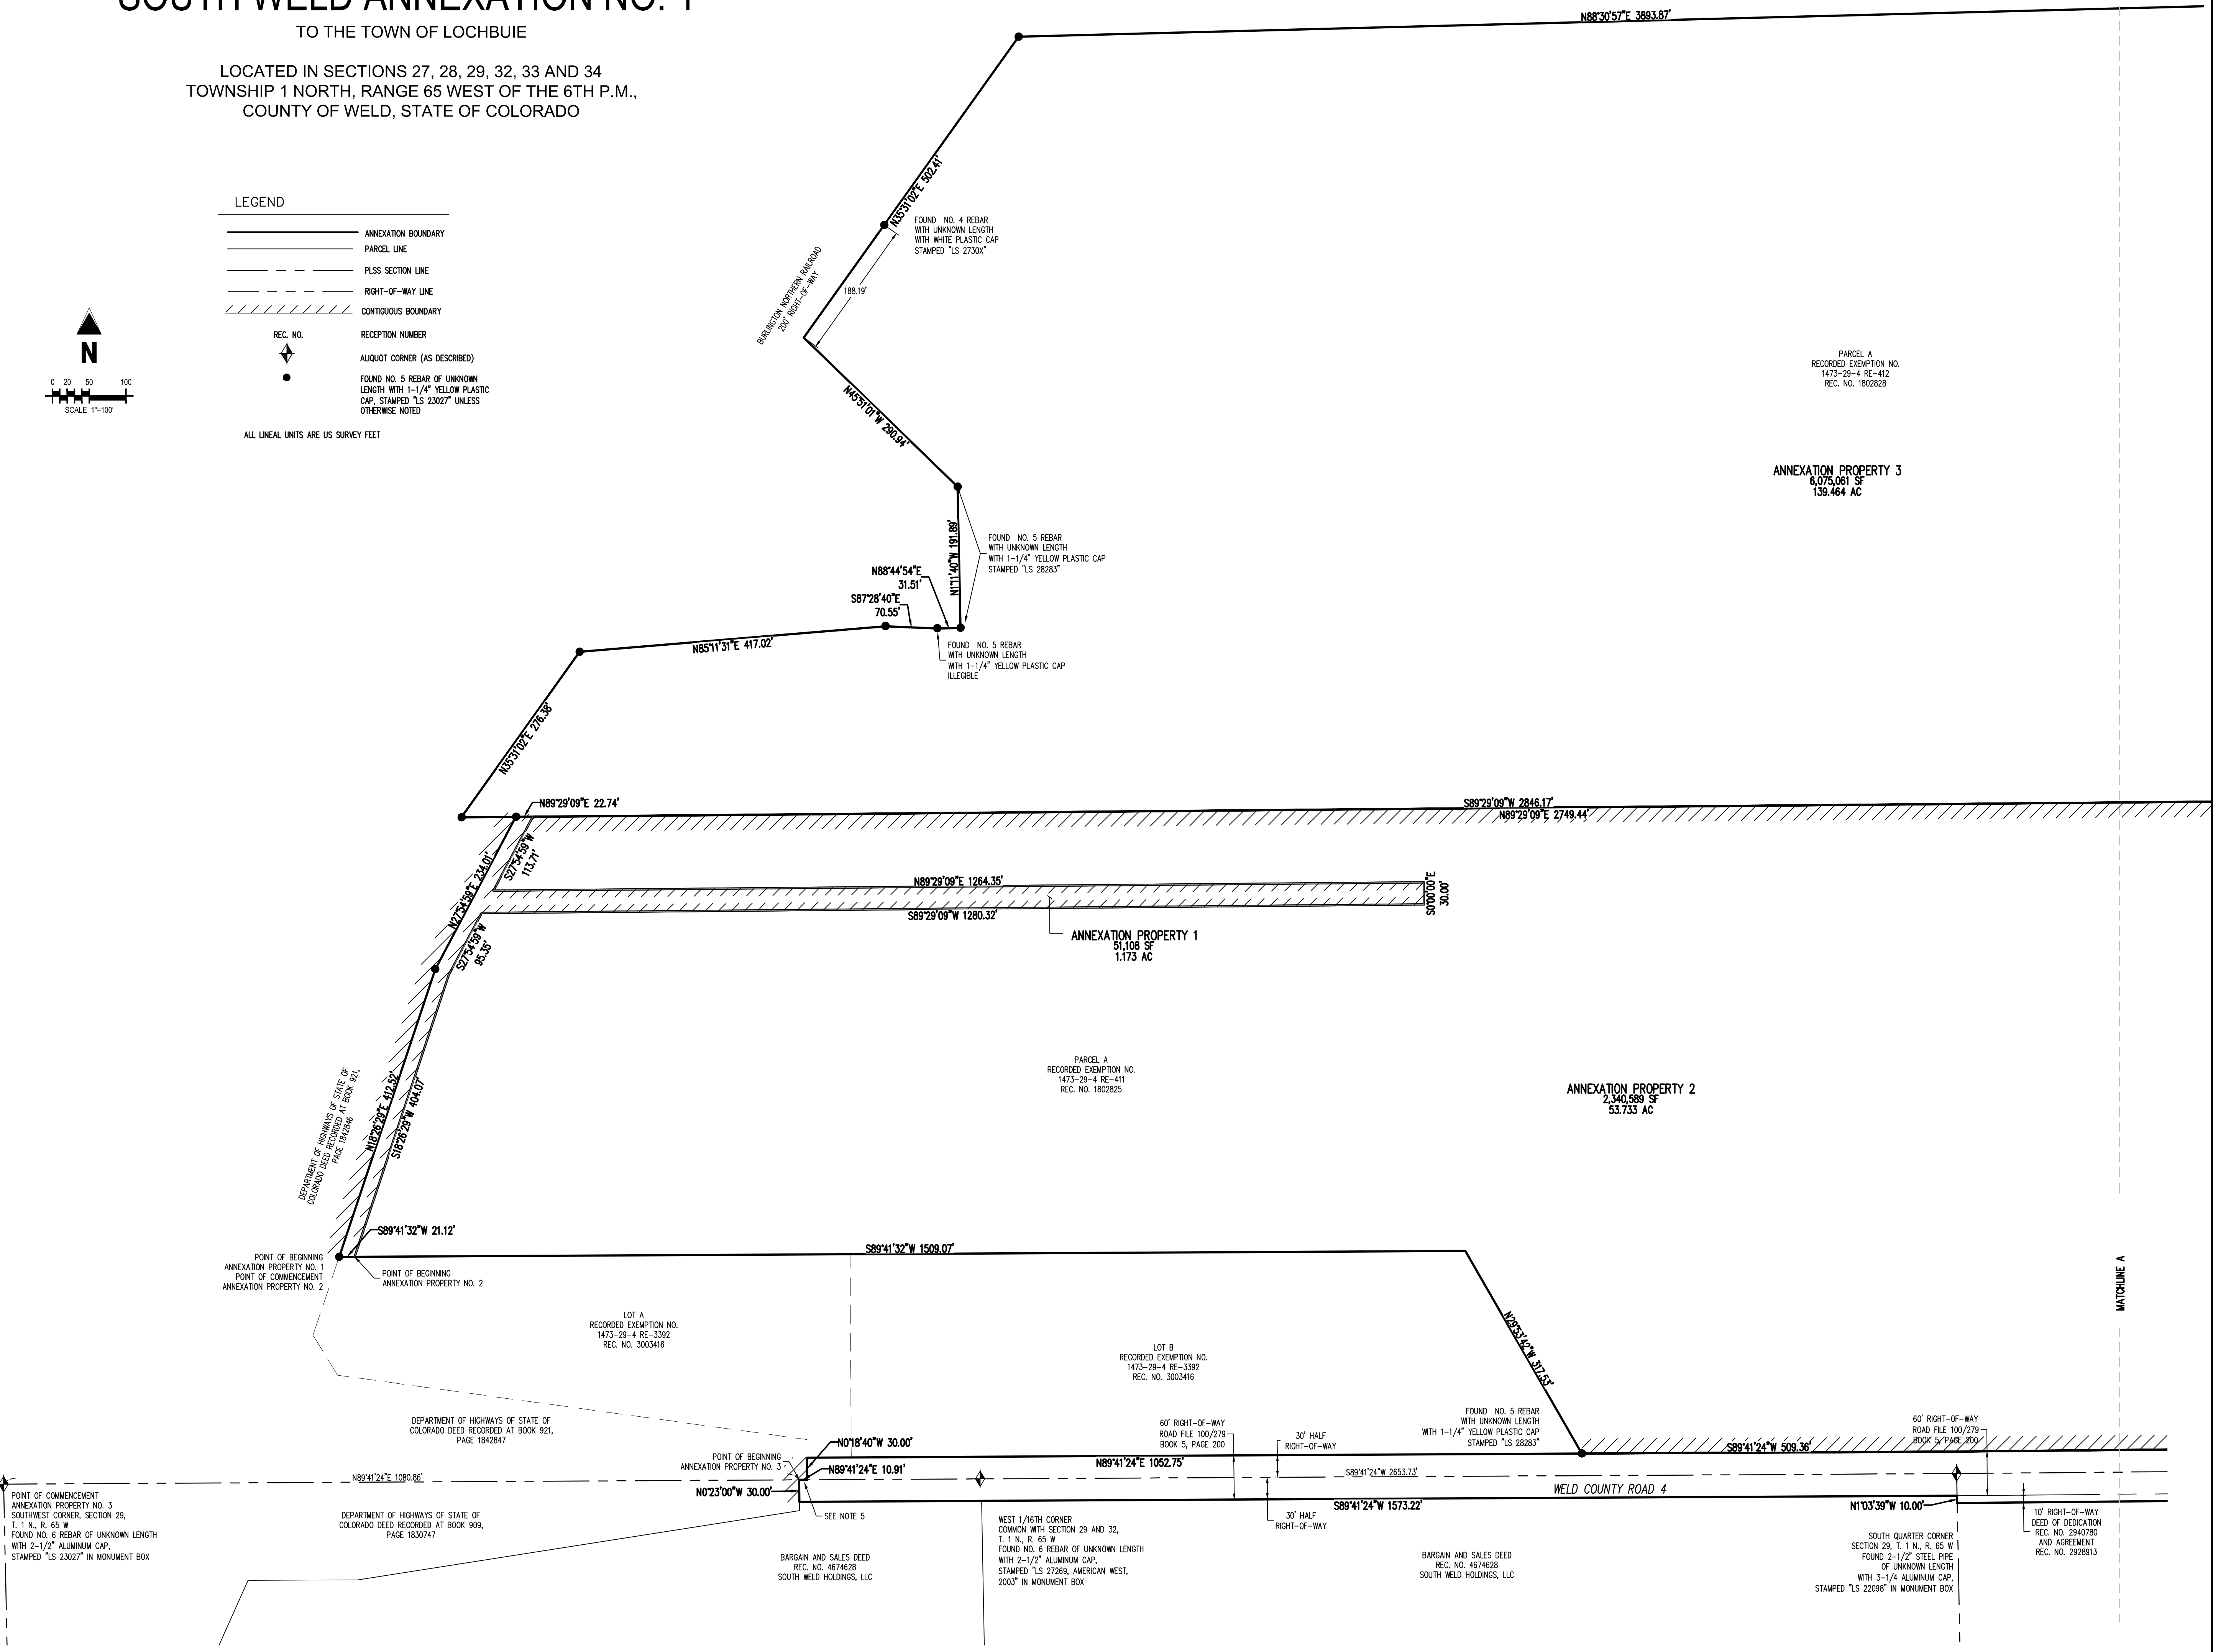 SOUTH WELD ANNEXATION NO. 1
TO THE TOWN OF LOCHBUIE
LOCATED IN SECTIONS 27, 28, 29, 32, 33 AND 34
TOWNSHIP 1 NORTH, RANGE 65 WEST OF THE 6TH P.M.,
COUNTY OF WELD, STATE OF COLORADO
LEGEND
ANNEXATION BOUNDARY
PARCEL LINE
PLSS SECTION LINE
RIGHT-OF-WAY LINE
CONTIGUOUS BOUNDARY
REC. NO. RECEPTION NUMBER
ALIQUOT CORNER (AS DESCRIBED)
FOUND NO. 5 REBAR OF UNKNOWN
LENGTH WITH 1-1/4" YELLOW PLASTIC
CAP, STAMPED "LS 23027" UNLESS
OTHERWISE NOTED
ALL LINEAL UNITS ARE US SURVEY FEET
N
0 20 50 100
SCALE: 1"=100'
N88°30'57"E 3893.87'
N35°31'02"E 502.41'
FOUND NO. 4 REBAR
WITH UNKNOWN LENGTH
WITH WHITE PLASTIC CAP
STAMPED "LS 2730X"
BURLINGTON NORTHERN RAILROAD
200' RIGHT-OF-WAY
188.19'
N45°51'01"W 290.94'
PARCEL A
RECORDED EXEMPTION NO.
1473-29-4 RE-412
REC. NO. 1802828
ANNEXATION PROPERTY 3
6,075,061 SF
139.464 AC
N1°11'40"W 191.89'
FOUND NO. 5 REBAR
WITH UNKNOWN LENGTH
WITH 1-1/4" YELLOW PLASTIC CAP
STAMPED "LS 28283"
N88°44'54"E
31.51'
S87°28'40"E
70.55'
N85°11'31"E 417.02'
FOUND NO. 5 REBAR
WITH UNKNOWN LENGTH
WITH 1-1/4" YELLOW PLASTIC CAP
ILLEGIBLE
N35°31'02"E 276.38'
N89°29'09"E 22.74'
S89°29'09"W 2846.17'
N89°29'09"E 2749.44'
S27°54'59"W
113.71'
N27°54'59"E 234.01'
N89°29'09"E 1264.35'
S0°00'00"E
30.00'
S89°29'09"W 1280.32'
S27°54'59"W
95.35'
ANNEXATION PROPERTY 1
51,108 SF
1.173 AC
DEPARTMENT OF HIGHWAYS OF STATE OF
COLORADO DEED RECORDED AT BOOK 921,
PAGE 1842846
N18°26'29"E 412.52'
S18°26'29"W 404.07'
PARCEL A
RECORDED EXEMPTION NO.
1473-29-4 RE-411
REC. NO. 1802825
ANNEXATION PROPERTY 2
2,340,589 SF
53.733 AC
S89°41'32"W 21.12'
S89°41'32"W 1509.07'
POINT OF BEGINNING
ANNEXATION PROPERTY NO. 1
POINT OF COMMENCEMENT
ANNEXATION PROPERTY NO. 2
POINT OF BEGINNING
ANNEXATION PROPERTY NO. 2
MATCHLINE A
LOT A
RECORDED EXEMPTION NO.
1473-29-4 RE-3392
REC. NO. 3003416
LOT B
RECORDED EXEMPTION NO.
1473-29-4 RE-3392
REC. NO. 3003416
N29°53'42"W 317.53'
DEPARTMENT OF HIGHWAYS OF STATE OF
COLORADO DEED RECORDED AT BOOK 921,
PAGE 1842847
FOUND NO. 5 REBAR
WITH UNKNOWN LENGTH
WITH 1-1/4" YELLOW PLASTIC CAP
STAMPED "LS 28283"
60' RIGHT-OF-WAY
ROAD FILE 100/279
BOOK 5, PAGE 200
30' HALF
RIGHT-OF-WAY
60' RIGHT-OF-WAY
ROAD FILE 100/279
BOOK 5, PAGE 200
S89°41'24"W 509.36'
N0°18'40"W 30.00'
POINT OF BEGINNING
ANNEXATION PROPERTY NO. 3
N89°41'24"E 10.91'
N89°41'24"E 1052.75'
N89°41'24"E 1080.86'
S89°41'24"W 2653.73'
N0°23'00"W 30.00'
WELD COUNTY ROAD 4
S89°41'24"W 1573.22'
N1°03'39"W 10.00'
SEE NOTE 5
30' HALF
RIGHT-OF-WAY
POINT OF COMMENCEMENT
ANNEXATION PROPERTY NO. 3
SOUTHWEST CORNER, SECTION 29,
T. 1 N., R. 65 W
FOUND NO. 6 REBAR OF UNKNOWN LENGTH
WITH 2-1/2" ALUMINUM CAP,
STAMPED "LS 23027" IN MONUMENT BOX
DEPARTMENT OF HIGHWAYS OF STATE OF
COLORADO DEED RECORDED AT BOOK 909,
PAGE 1830747
BARGAIN AND SALES DEED
REC. NO. 4674628
SOUTH WELD HOLDINGS, LLC
WEST 1/16TH CORNER
COMMON WITH SECTION 29 AND 32,
T. 1 N., R. 65 W
FOUND NO. 6 REBAR OF UNKNOWN LENGTH
WITH 2-1/2" ALUMINUM CAP,
STAMPED "LS 27269, AMERICAN WEST,
2003" IN MONUMENT BOX
BARGAIN AND SALES DEED
REC. NO. 4674628
SOUTH WELD HOLDINGS, LLC
SOUTH QUARTER CORNER
SECTION 29, T. 1 N., R. 65 W
FOUND 2-1/2" STEEL PIPE
OF UNKNOWN LENGTH
WITH 3-1/4 ALUMINUM CAP,
STAMPED "LS 22098" IN MONUMENT BOX
10' RIGHT-OF-WAY
DEED OF DEDICATION
REC. NO. 2940780
AND AGREEMENT
REC. NO. 2928913